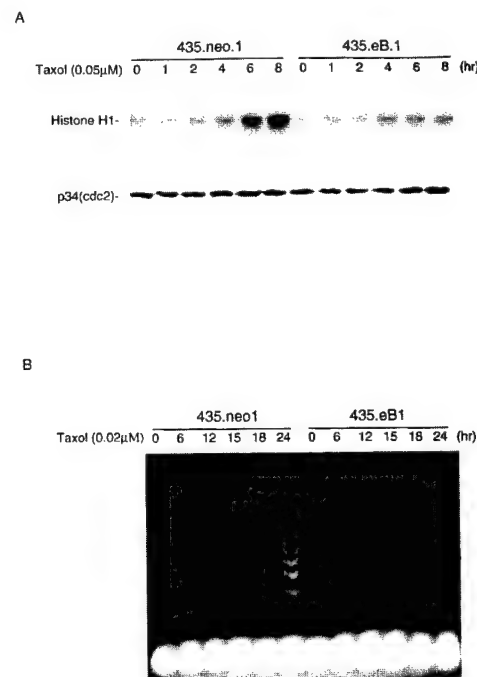 A
435.neo.1 435.eB.1
Taxol (0.05µM) 0 1 2 4 6 8 0 1 2 4 6 8 (hr)
Histone H1-
p34(cdc2)-
B
435.neo1 435.eB1
Taxol (0.02µM) 0 6 12 15 18 24 0 6 12 15 18 24 (hr)